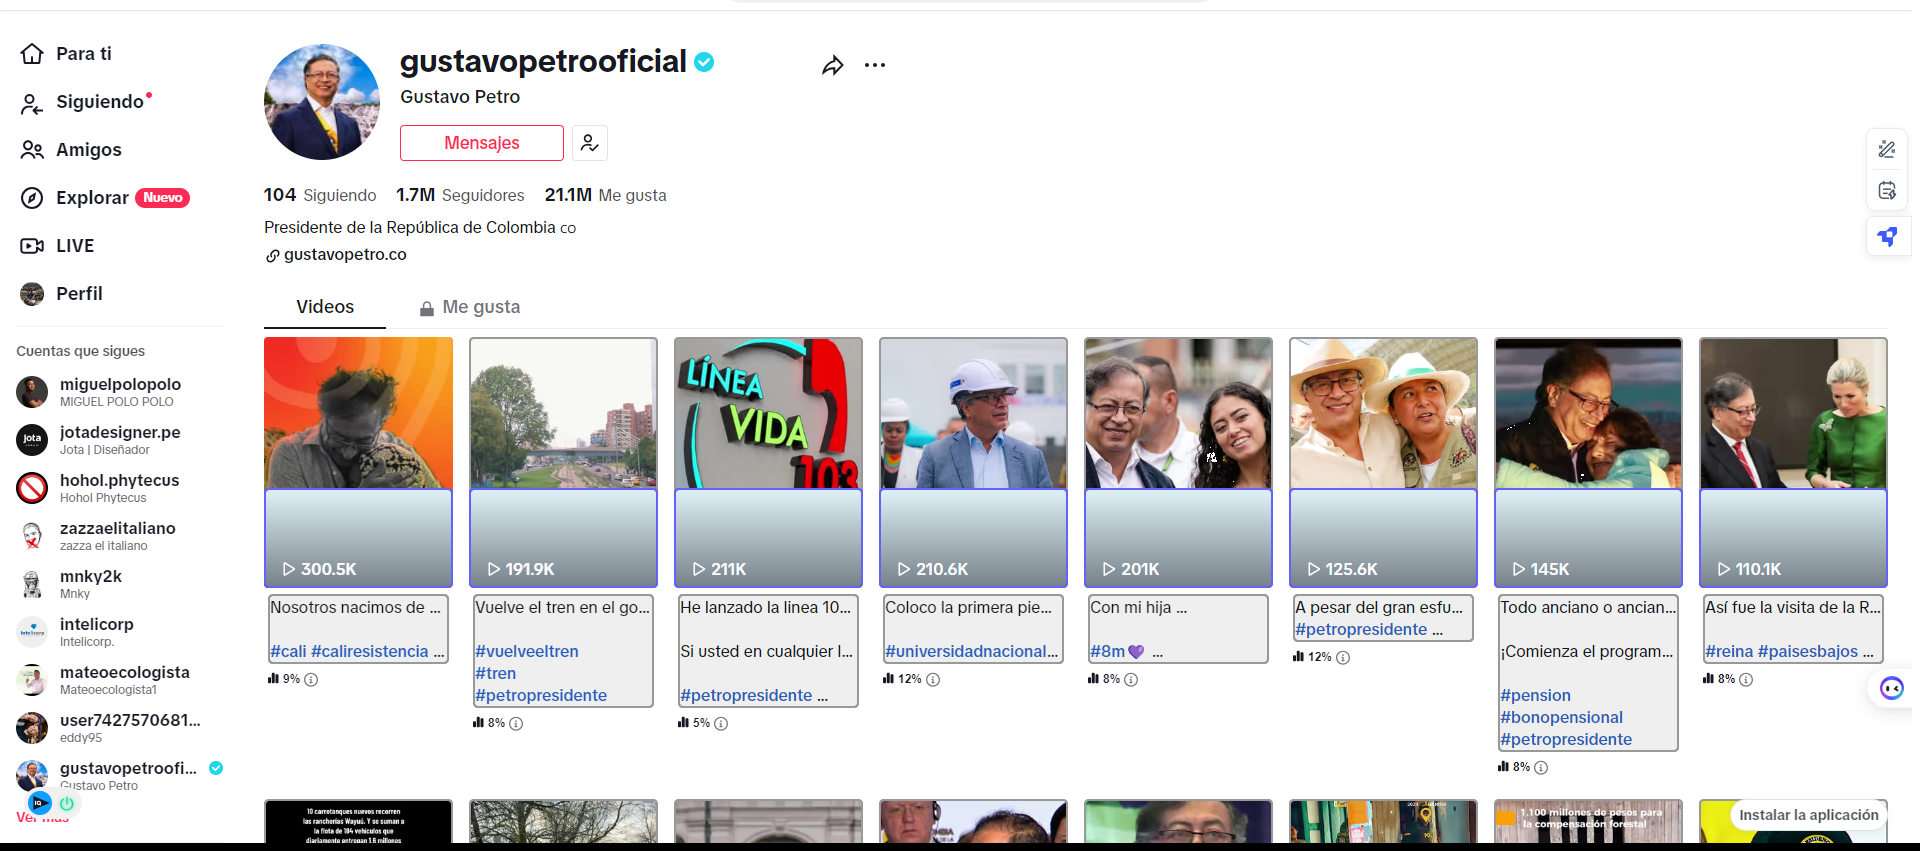 Para ti
Siguiendo
Amigos
Explorar Nuevo
LIVE
Perfil
Cuentas que sigues
miguelpolopolo
MIGUEL POLO POLO
jota
jotadesigner.pe
Jota | Diseñador
hohol.phytecus
Hohol Phytecus
zazzaelitaliano
zazza el italiano
mnky2k
Mnky
Intelicorp
intelicorp
Intelicorp.
mateoecologista
Mateoecologista1
user7427570681...
eddy95
gustavopetroofi...
Gustavo Petro
Ver más
gustavopetrooficial
Gustavo Petro
Mensajes
104 Siguiendo 1.7M Seguidores 21.1M Me gusta
Presidente de la República de Colombia co
gustavopetro.co
Videos Me gusta
300.5K
Nosotros nacimos de ...
#cali #caliresistencia ...
9%
191.9K
Vuelve el tren en el go...
#vuelveeltren
#tren
#petropresidente
8%
LÍNEA
VIDA
103
211K
He lanzado la linea 10...
Si usted en cualquier l...
#petropresidente ...
5%
210.6K
Coloco la primera pie...
#universidadnacional...
12%
201K
Con mi hija ...
#8m💜 ...
8%
125.6K
A pesar del gran esfu...
#petropresidente ...
12%
145K
Todo anciano o ancian...
¡Comienza el program...
#pension
#bonopensional
#petropresidente
8%
110.1K
Así fue la visita de la R...
#reina #paisesbajos ...
8%
10 carrotanques nuevos recorren
las rancherías Wayuú. Y se suman a
la flota de 184 vehículos que
diariamente entregan 1.6 millones
1.100 millones de pesos para
la compensación forestal
Instalar la aplicación